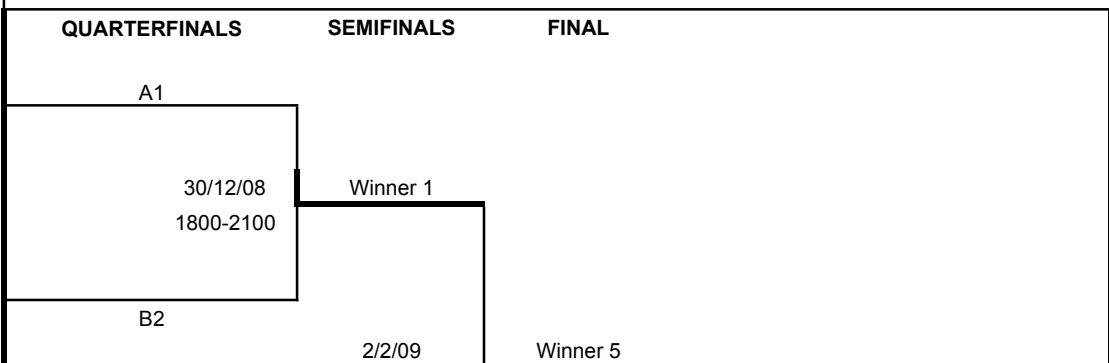 QUARTERFINALS SEMIFINALS FINAL
A1
30/12/08 Winner 1
1800-2100
B2
2/2/09 Winner 5